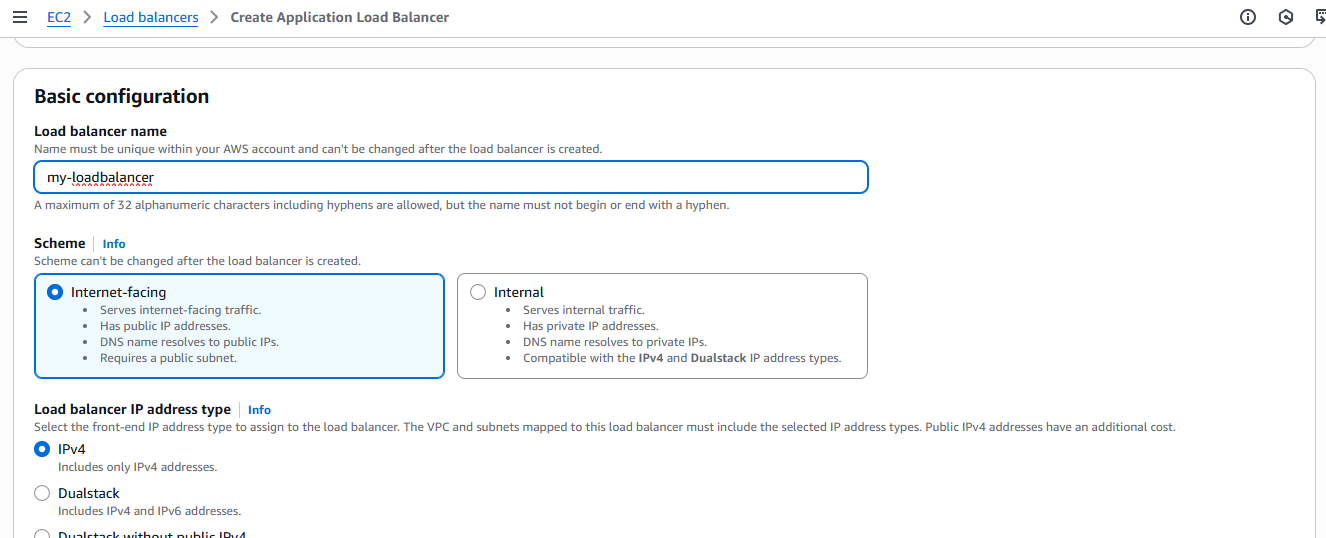 EC2 > Load balancers > Create Application Load Balancer
Basic configuration
Load balancer name
Name must be unique within your AWS account and can't be changed after the load balancer is created.
my-loadbalancer
A maximum of 32 alphanumeric characters including hyphens are allowed, but the name must not begin or end with a hyphen.
Scheme | Info
Scheme can't be changed after the load balancer is created.
Internet-facing
• Serves internet-facing traffic.
• Has public IP addresses.
• DNS name resolves to public IPs.
• Requires a public subnet.
Internal
• Serves internal traffic.
• Has private IP addresses.
• DNS name resolves to private IPs.
• Compatible with the IPv4 and Dualstack IP address types.
Load balancer IP address type | Info
Select the front-end IP address type to assign to the load balancer. The VPC and subnets mapped to this load balancer must include the selected IP address types. Public IPv4 addresses have an additional cost.
IPv4
Includes only IPv4 addresses.
Dualstack
Includes IPv4 and IPv6 addresses.
Dualstack without public IPv4